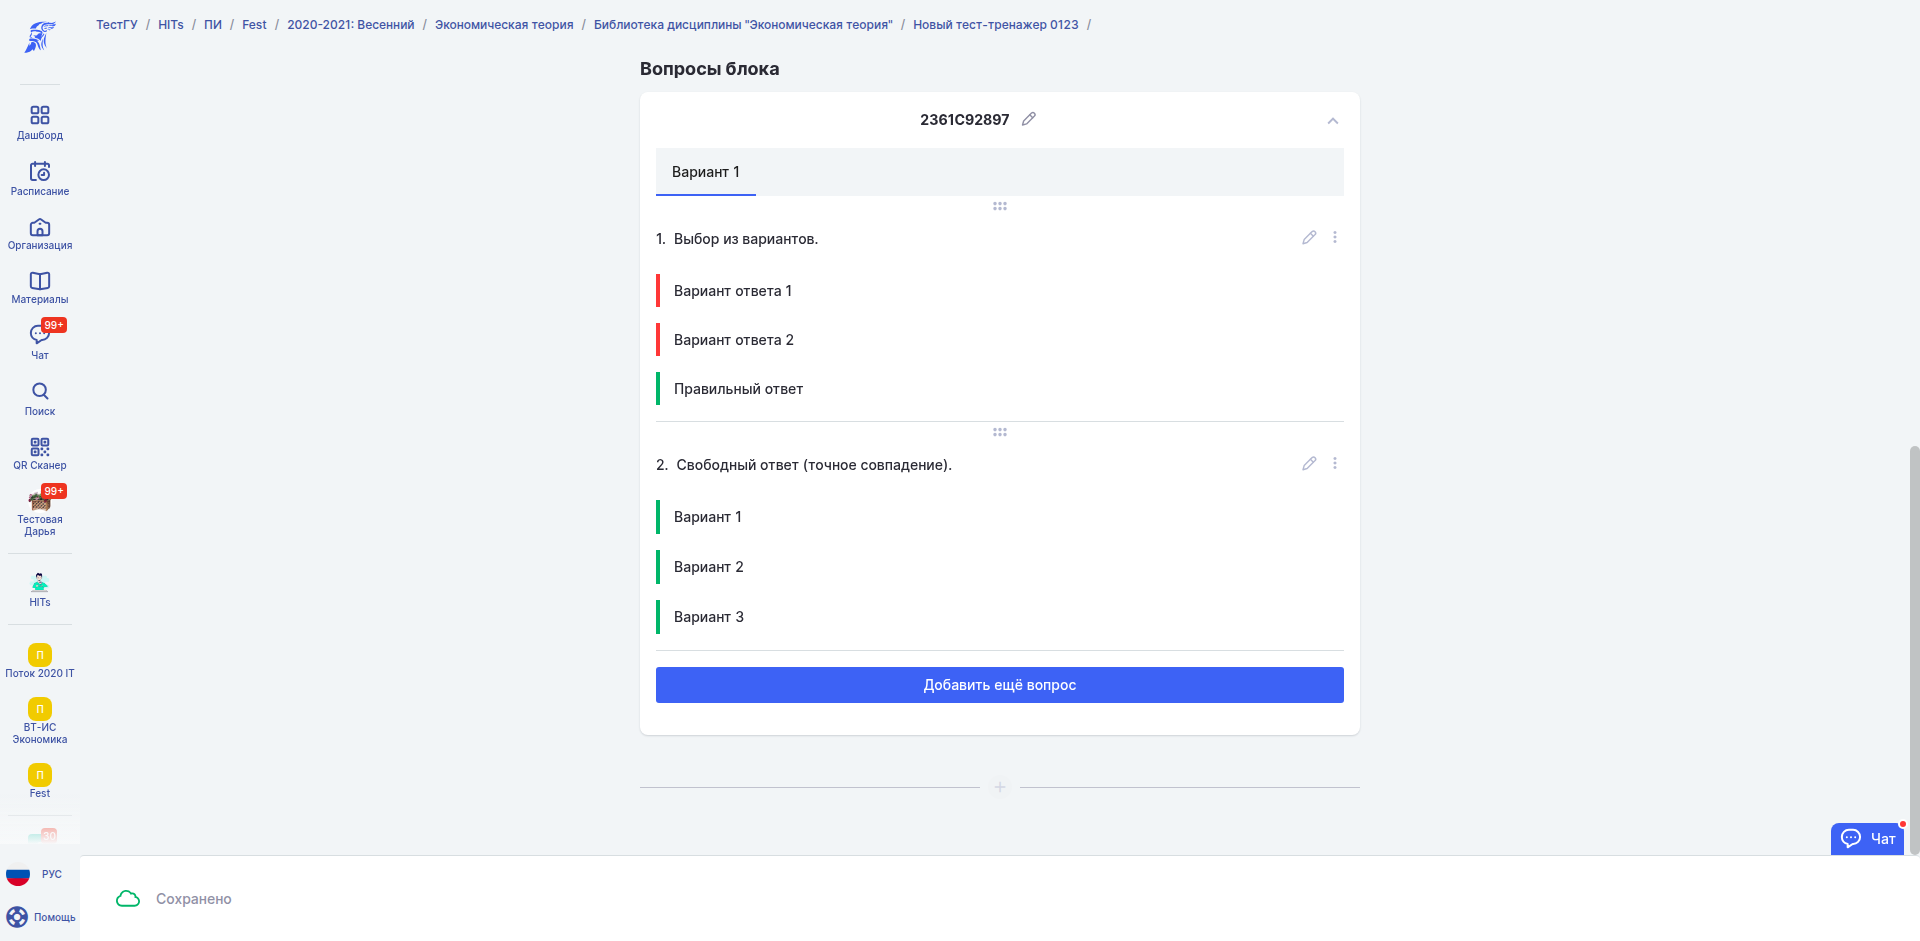 ТестГУ / HITs / ПИ / Fest / 2020-2021: Весенний / Экономическая теория / Библиотека дисциплины "Экономическая теория" / Новый тест-тренажер 0123 /
Дашборд
Расписание
Организация
Материалы
99+
Чат
Поиск
QR Сканер
99+
Тестовая
Дарья
HITs
П
Поток 2020 IT
П
ВТ-ИС
Экономика
П
Fest
30
РУС
Помощь
Вопросы блока
2361C92897
Вариант 1
1. Выбор из вариантов.
Вариант ответа 1
Вариант ответа 2
Правильный ответ
2. Свободный ответ (точное совпадение).
Вариант 1
Вариант 2
Вариант 3
Добавить ещё вопрос
Чат
Сохранено